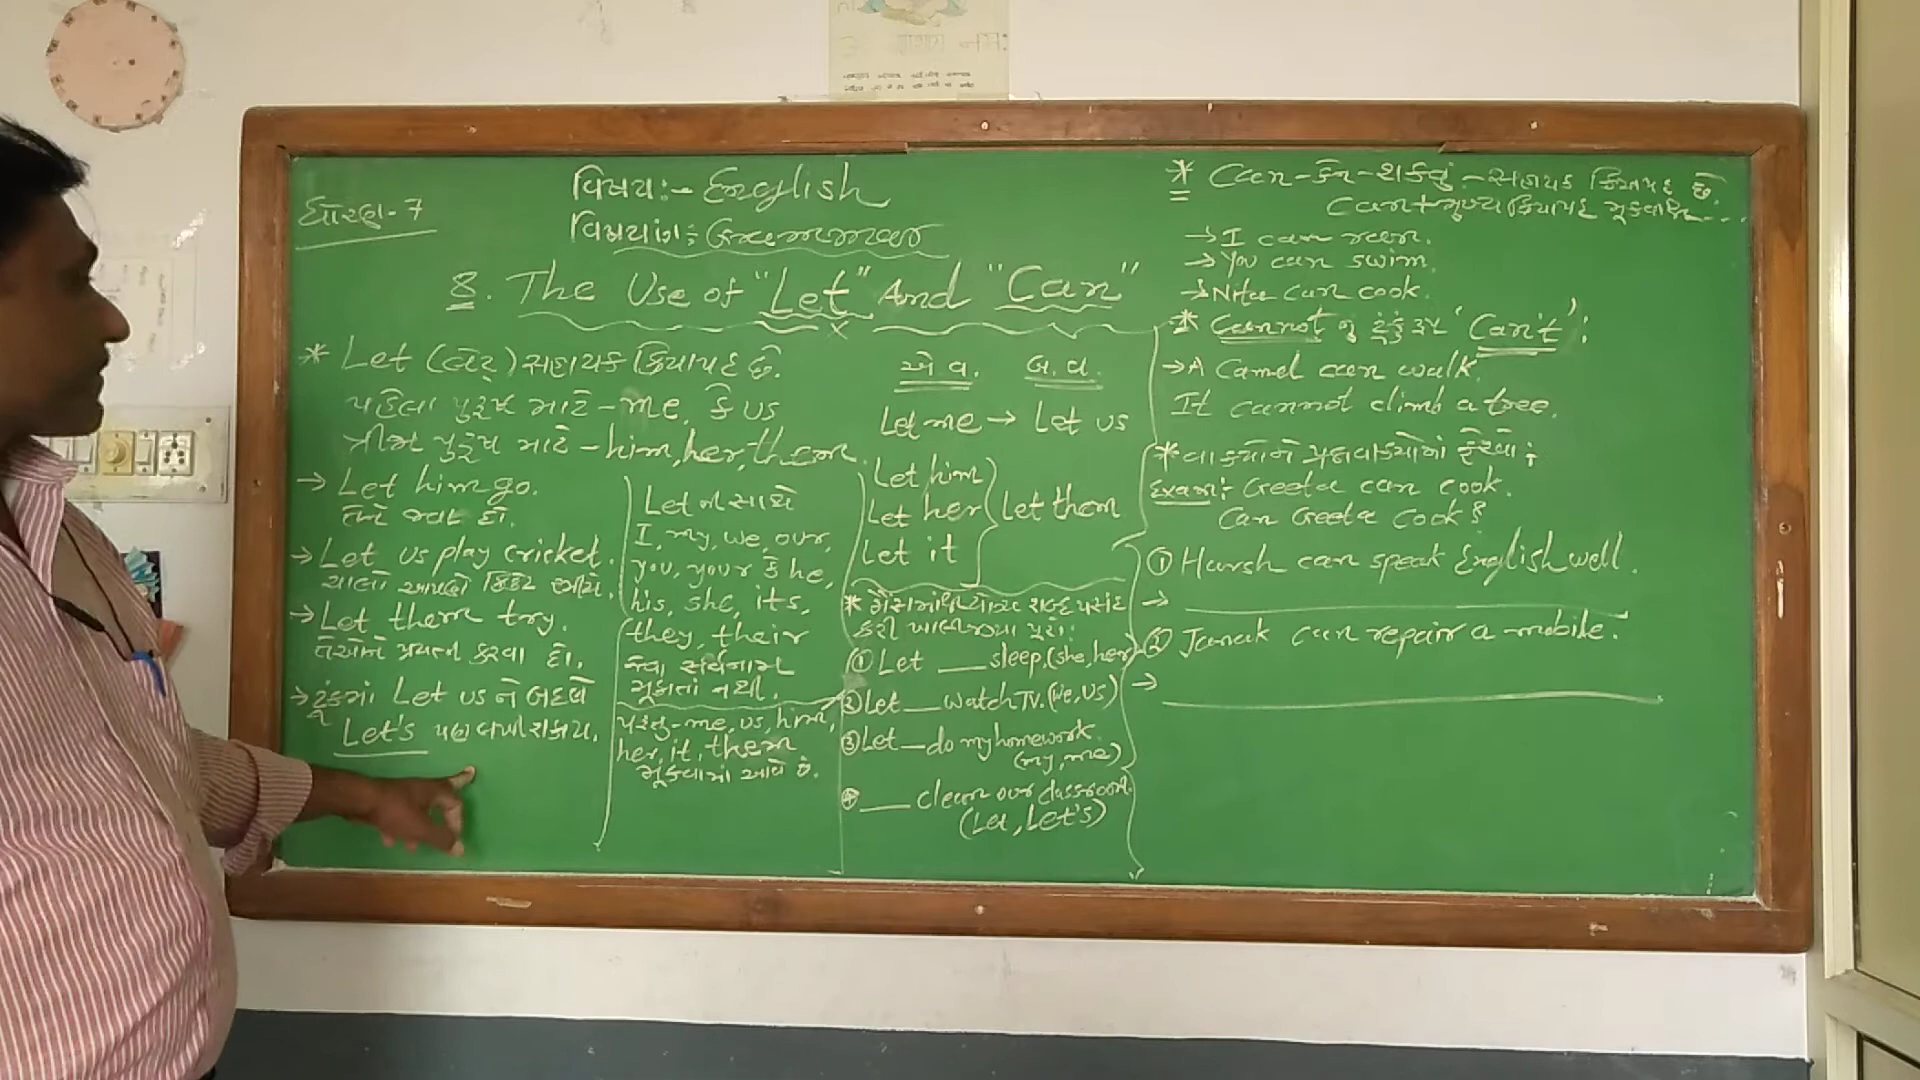 ધોરણ-7
વિષય:- English
વિષયાંગ:- Grammar
8. The Use of "Let" And "Can"
* Let (લેટ) સહાયક ક્રિયાપદ છે.
પહેલા પુરૂષ માટે - me, કે us
ત્રીજા પુરૂષ માટે - him, her, them.
→ Let him go.
તેને જવા દો.
→ Let us play cricket.
ચાલો આપણે ક્રિકેટ રમીએ.
→ Let them try.
તેઓને પ્રયત્ન કરવા દો.
→ ટૂંકમાં Let us ને બદલે
Let's પણ લખી શકાય.
Let ની સાથે
I, my, we, our,
you, your કે he,
his, she, its,
they, their
જેવા સર્વનામ
મૂકાતાં નથી.
પરંતુ - me, us, him,
her, it, them
મૂકવામાં આવે છે.
એ.વ. બ.વ.
Let me → Let us
Let him
Let her Let them
Let it
* કૌંસમાંથી યોગ્ય શબ્દ પસંદ
કરી ખાલી જગ્યા પૂરો:
① Let ___ sleep. (she, her)
② Let ___ watch TV. (we, us)
③ Let ___ do my homework.
(my, me)
④ ___ clean our classroom.
(Let, Let's)
* Can - કેન - શકવું - સહાયક ક્રિયાપદ છે.
Can + મુખ્ય ક્રિયાપદ
→ I can run.
→ You can swim.
→ Nita can cook.
* Cannot નું ટૂંકું રૂપ 'Can't':
→ A Camel can walk.
It cannot climb a tree.
* વાક્યોને પ્રશ્નવાક્યોમાં ફેરવો:
Exam:- Geeta can cook.
Can Geeta Cook?
① Harsh can speak English well.
→ ___
② Janak can repair a mobile.
→ ___